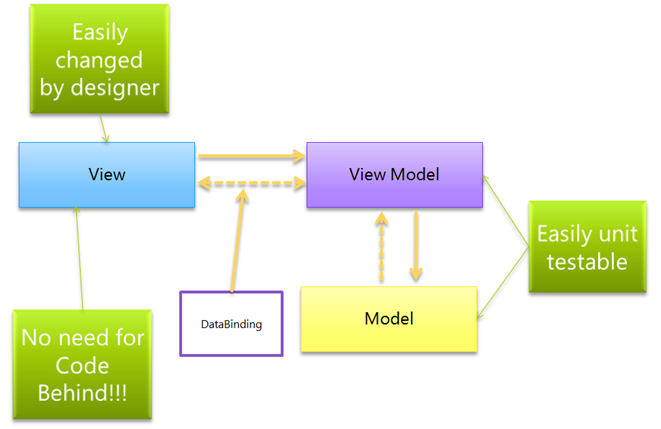 Easily
changed
by designer
View
View Model
Easily unit
testable
DataBinding
Model
No need for
Code
Behind!!!